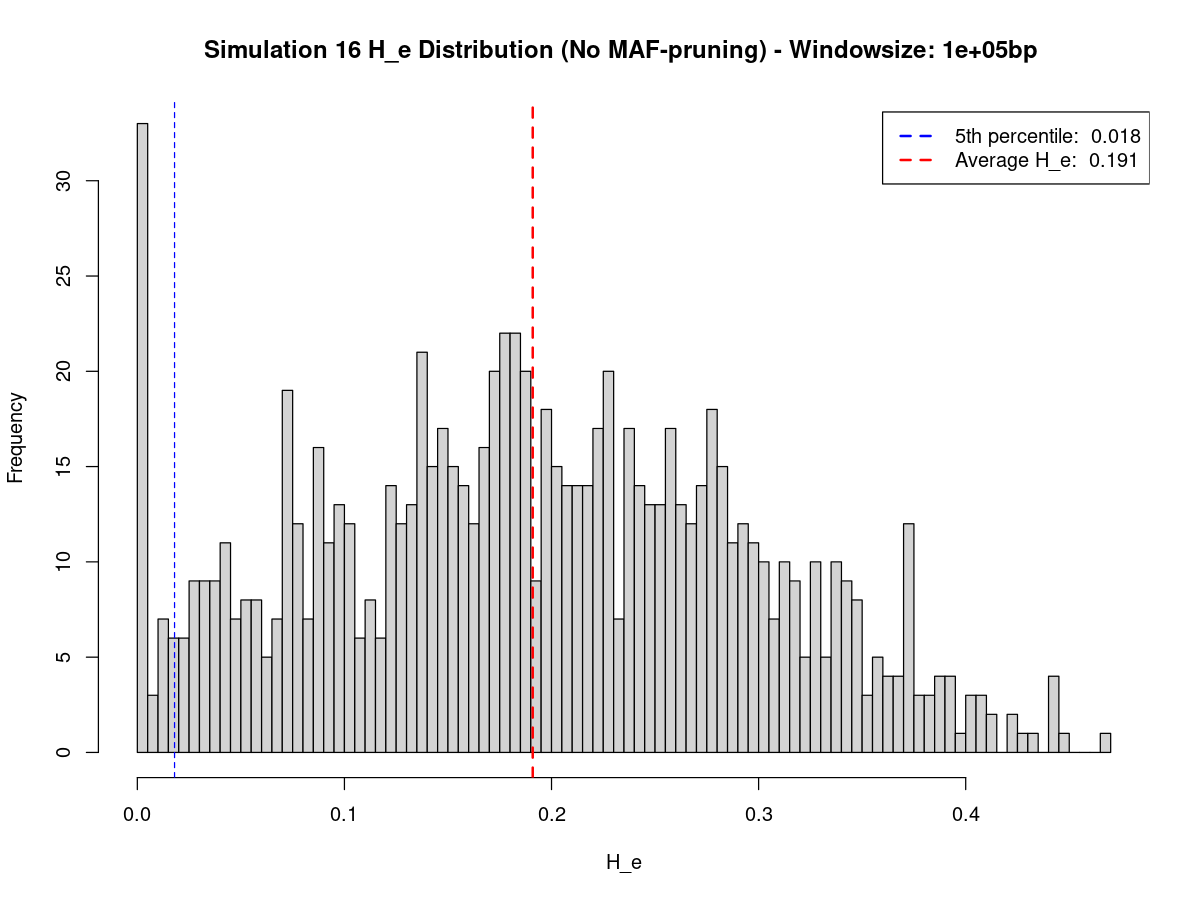 Simulation 16 H_e Distribution (No MAF-pruning) - Windowsize: 1e+05bp
5th percentile: 0.018
Average H_e: 0.191
Frequency
30
25
20
15
10
5
0
0.0 0.1 0.2 0.3 0.4
H_e